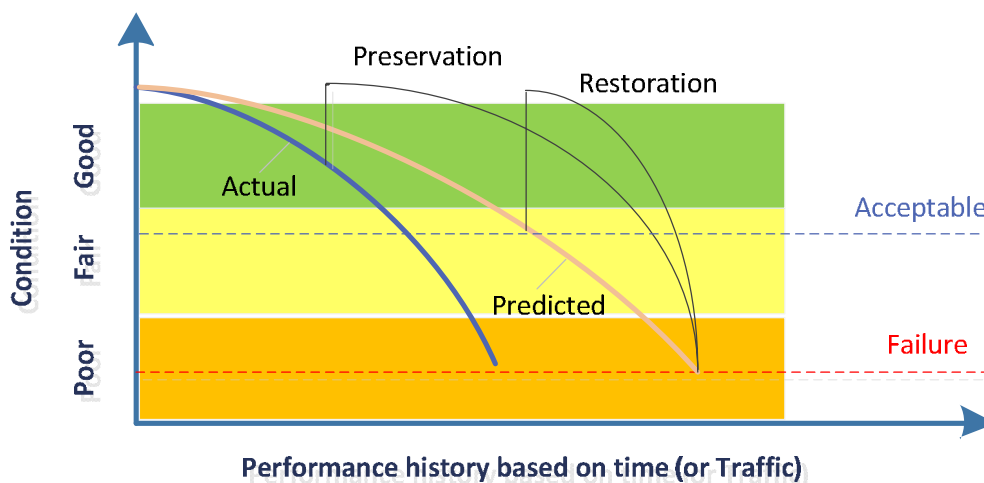 Preservation
Restoration
Good
Actual
Acceptable
Condition
Fair
Predicted
Failure
Poor
Performance history based on time (or Traffic)